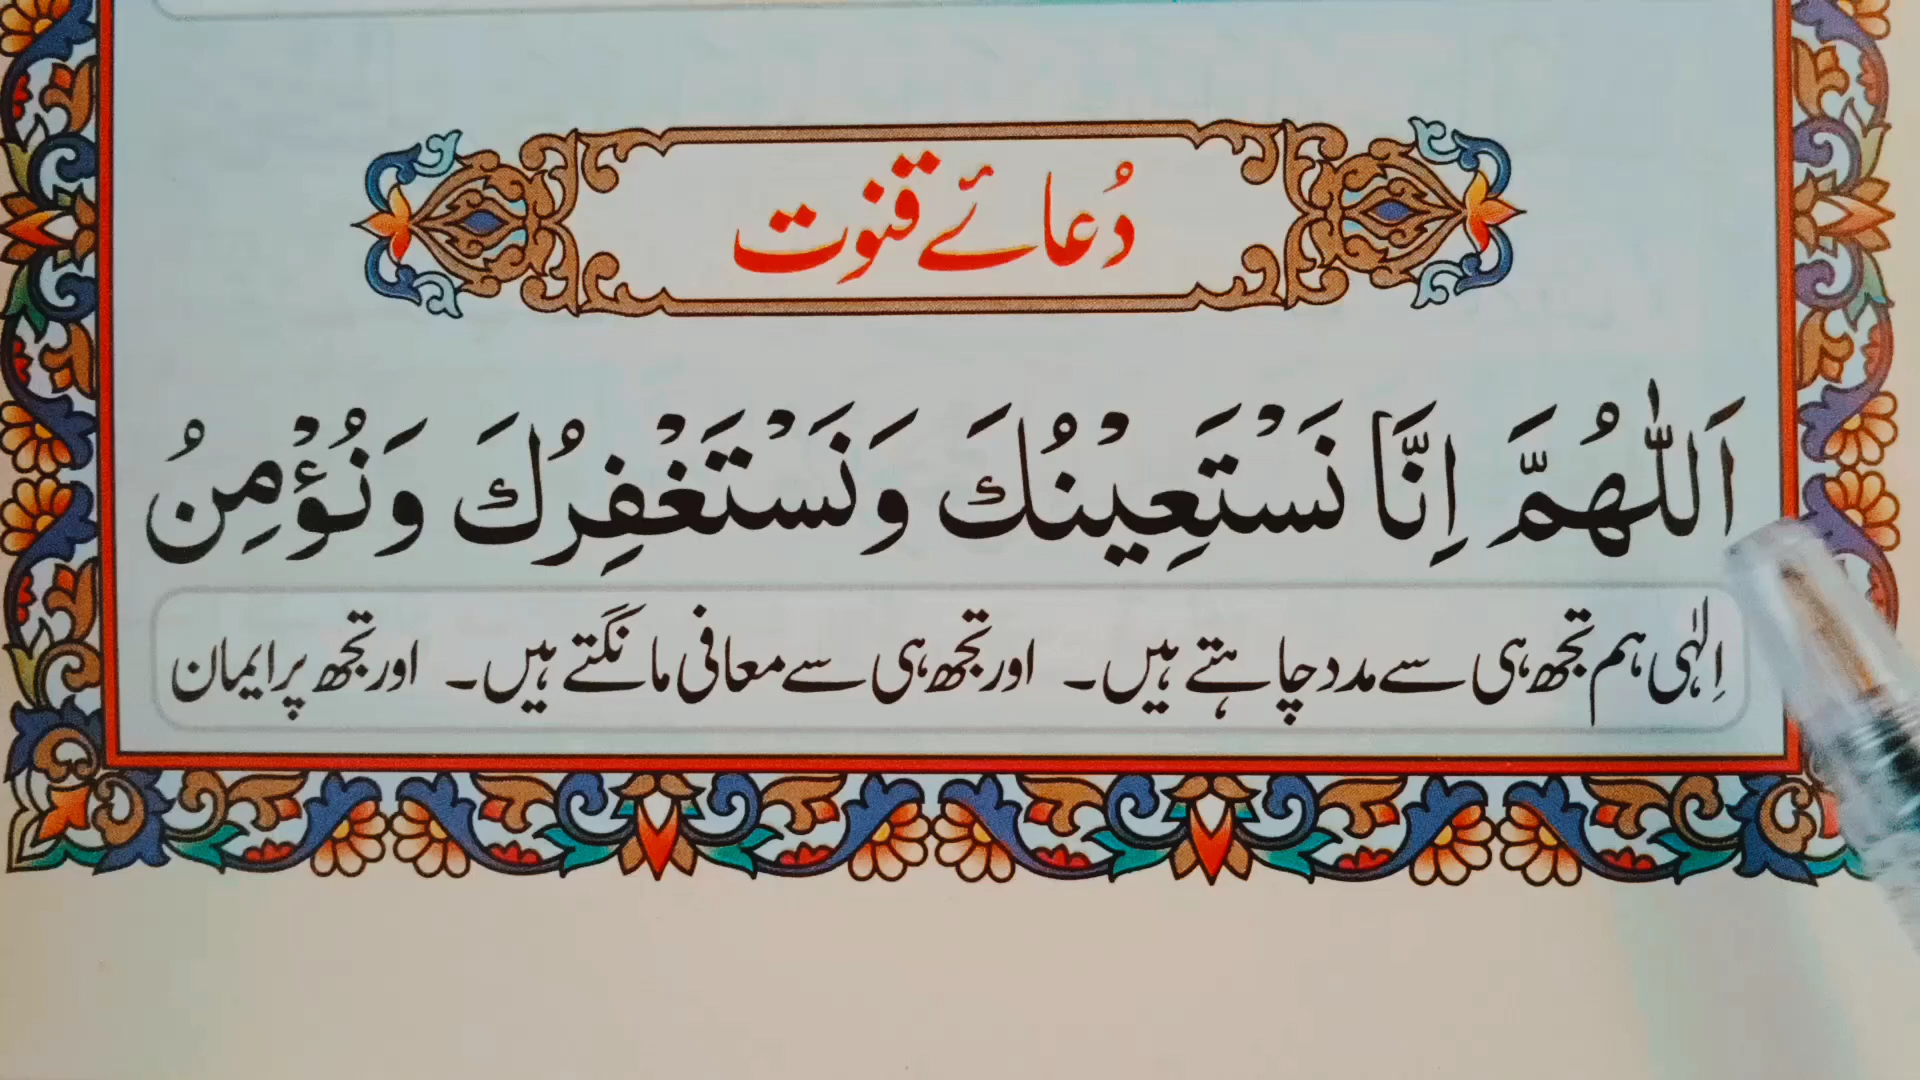 دُعائے قنوت
اَللّٰهُمَّ اِنَّا نَسْتَعِيْنُكَ وَنَسْتَغْفِرُكَ وَنُؤْمِنُ
اِلٰہی ہم تجھ ہی سے مدد چاہتے ہیں۔ اور تجھ ہی سے معافی مانگتے ہیں۔ اور تجھ پر ایمان